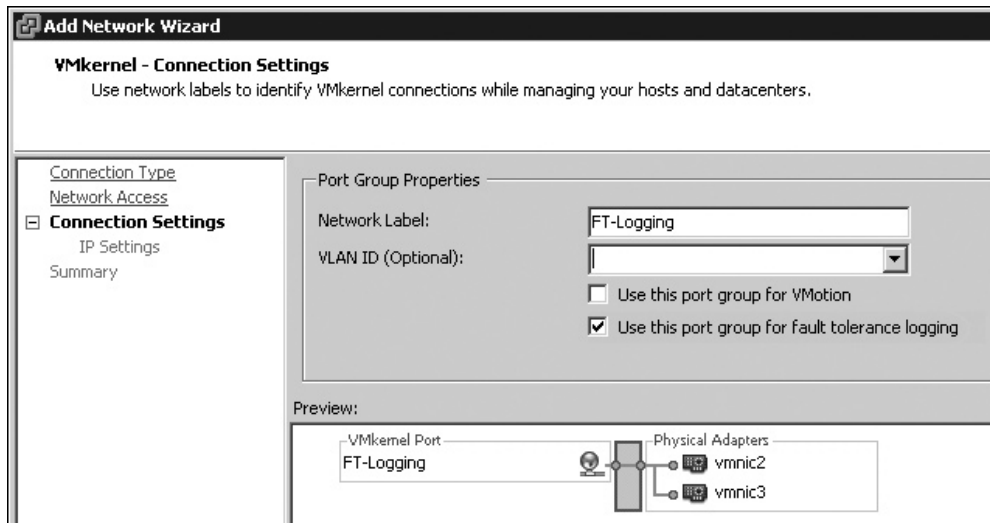 Add Network Wizard
VMkernel - Connection Settings
Use network labels to identify VMkernel connections while managing your hosts and datacenters.
Connection Type
Network Access
Connection Settings
IP Settings
Summary
Port Group Properties
Network Label:
FT-Logging
VLAN ID (Optional):
Use this port group for VMotion
Use this port group for fault tolerance logging
Preview:
VMkernel Port
FT-Logging
Physical Adapters
vmnic2
vmnic3